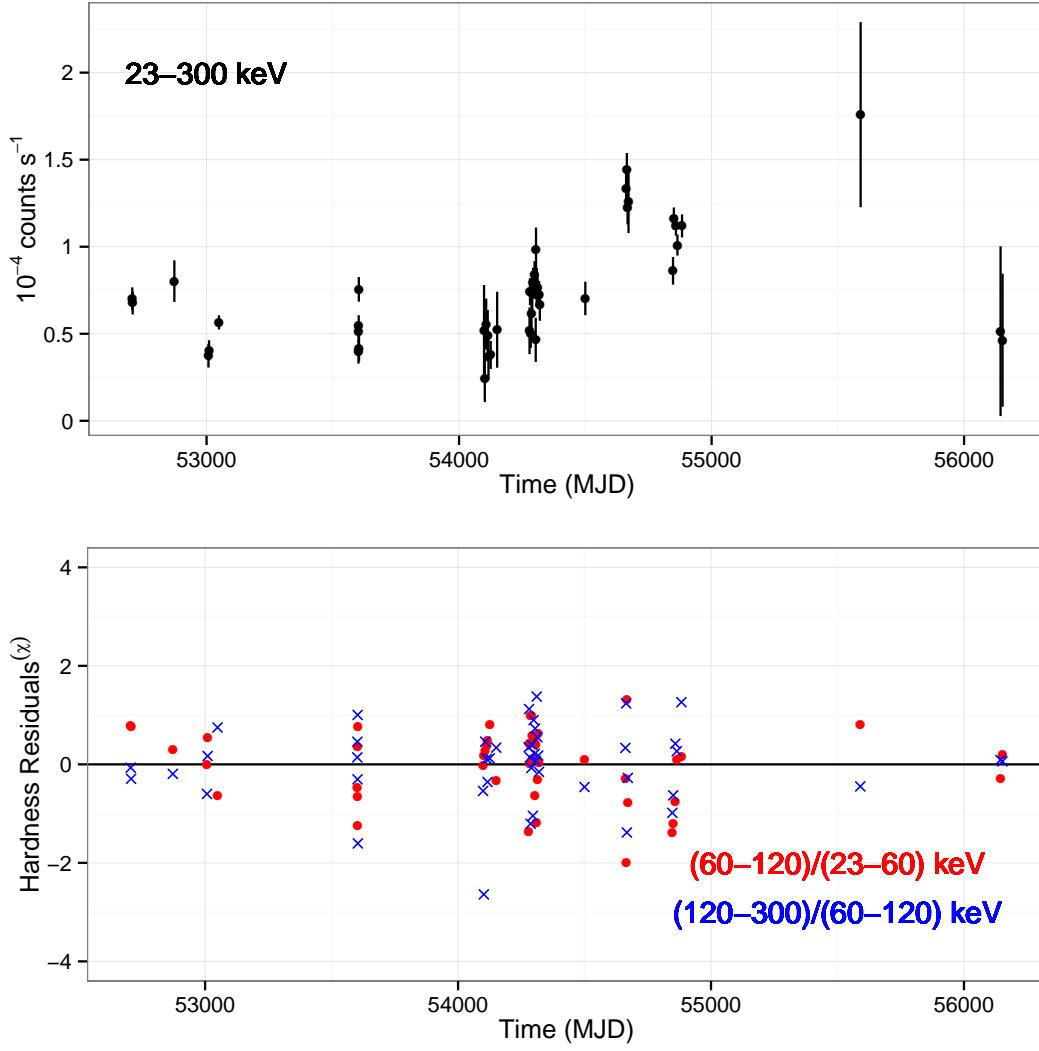 23–300 keV
10⁻⁴ counts s⁻¹
2
1.5
1
0.5
0
53000 54000 55000 56000
Time (MJD)
Hardness Residuals(χ)
4
2
0
−2
−4
(60–120)/(23–60) keV
(120–300)/(60–120) keV
53000 54000 55000 56000
Time (MJD)